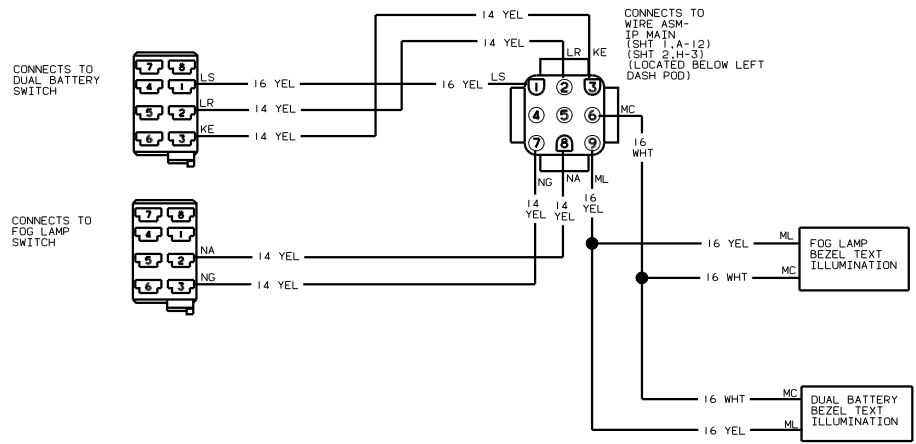 14 YEL
14 YEL
CONNECTS TO
WIRE ASM-
IP MAIN
(SHT 1,A-12)
(SHT 2,H-3)
(LOCATED BELOW LEFT
DASH POD)
LR KE
CONNECTS TO
DUAL BATTERY
SWITCH
7 8
4 1
5 2
6 3
LS
16 YEL
16 YEL
LS
LR
14 YEL
KE
14 YEL
1 2 3
4 5 6
7 8 9
MC
16
WHT
NG
NA
ML
14
YEL
14
YEL
16
YEL
CONNECTS TO
FOG LAMP
SWITCH
7 8
4 1
5 2
6 3
NA
14 YEL
NG
14 YEL
16 YEL
ML
16 WHT
MC
FOG LAMP
BEZEL TEXT
ILLUMINATION
16 WHT
MC
16 YEL
ML
DUAL BATTERY
BEZEL TEXT
ILLUMINATION